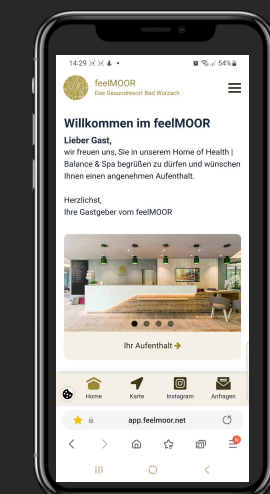 14:29
54%
feelMOOR
Das Gesundresort Bad Wurzach
Willkommen im feelMOOR
Lieber Gast,
wir freuen uns, Sie in unserem Home of Health |
Balance & Spa begrüßen zu dürfen und wünschen
Ihnen einen angenehmen Aufenthalt.
Herzlichst,
Ihre Gastgeber vom feelMOOR
Ihr Aufenthalt →
Home Karte Instagram Anfragen
app.feelmoor.net